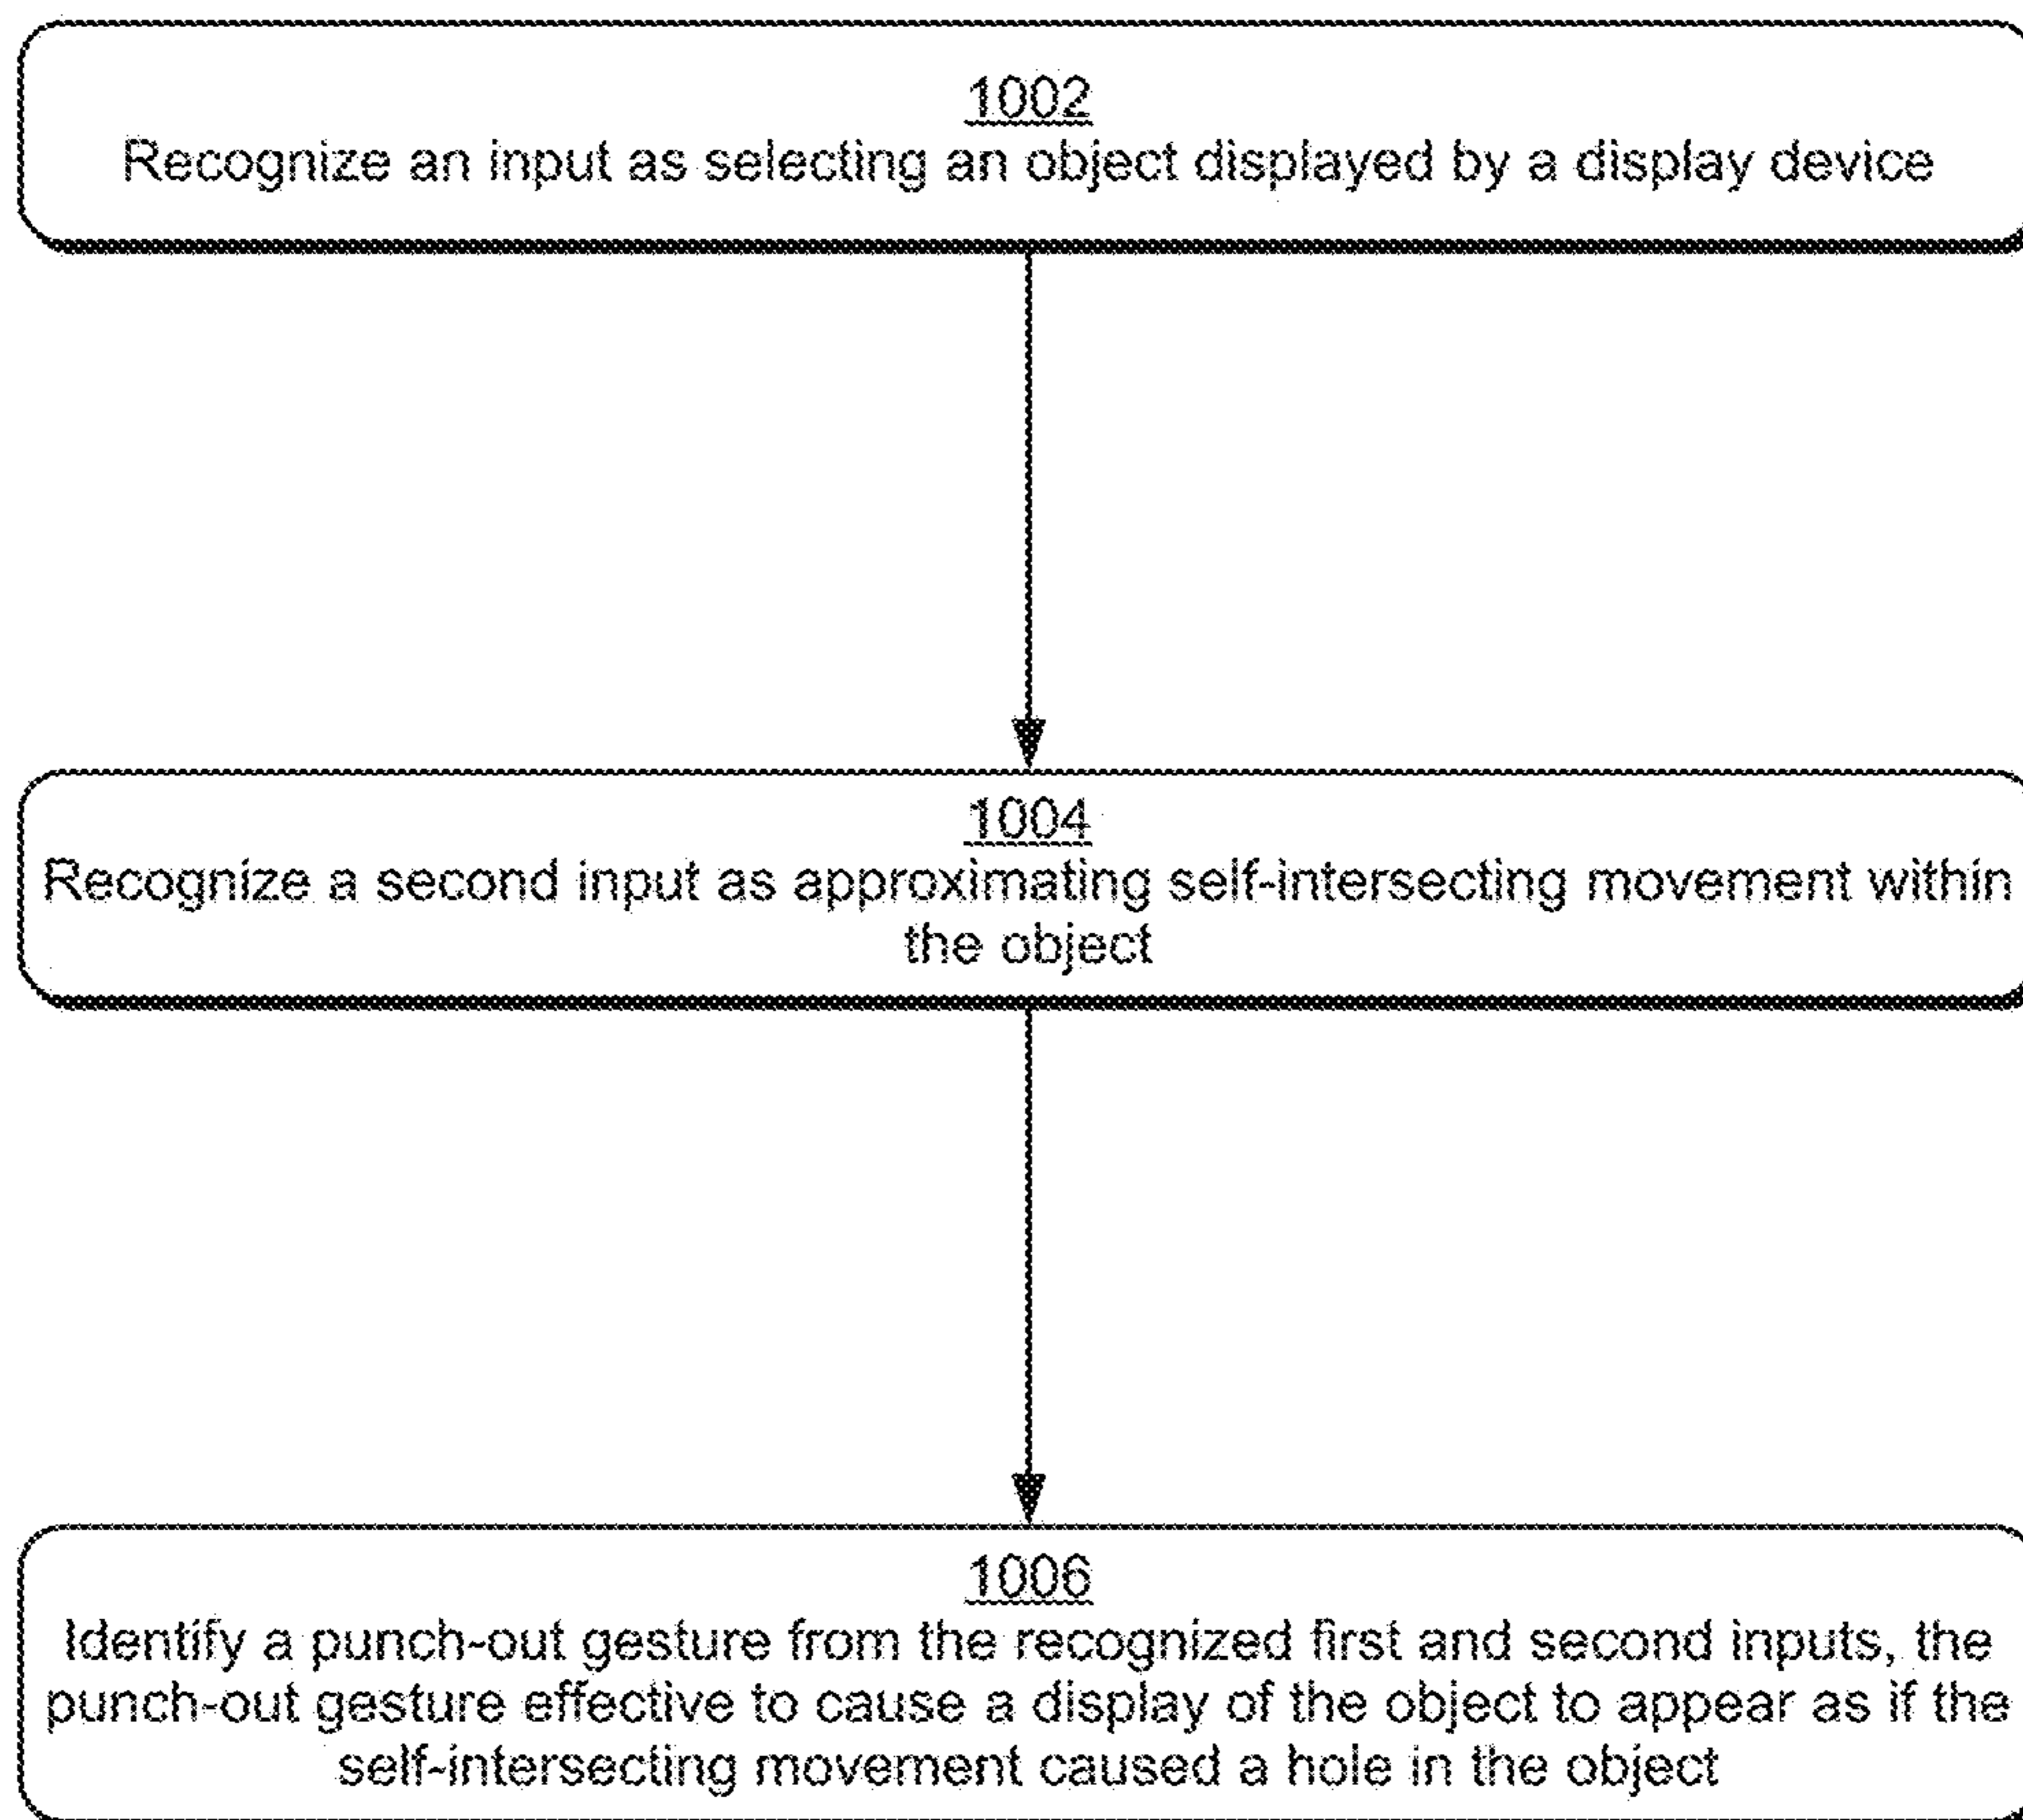 1002
Recognize an input as selecting an object displayed by a display device
1004
Recognize a second input as approximating self-intersecting movement within
the object
1006
Identify a punch-out gesture from the recognized first and second inputs, the
punch-out gesture effective to cause a display of the object to appear as if the
self-intersecting movement caused a hole in the object